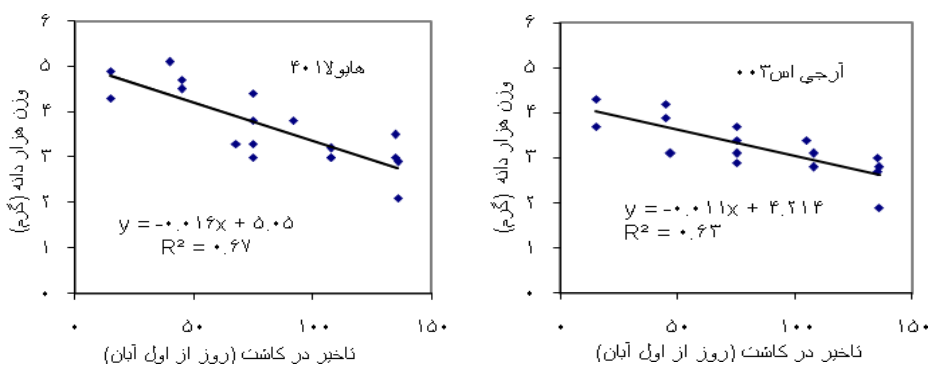 ۶
۵
۴
۳
۲
۱
۰
وزن هزار دانه (گرم)
هایولا ۴۰۱
y = -۰.۰۱۶x + ۵.۰۵
R² = ۰.۶۷
۰ ۵۰ ۱۰۰ ۱۵۰
تاخیر در کاشت (روز از اول آبان)
۶
۵
۴
۳
۲
۱
۰
وزن هزار دانه (گرم)
آرجی اس ۰۰۳
y = -۰.۰۱۱x + ۴.۲۱۴
R² = ۰.۶۳
۰ ۵۰ ۱۰۰ ۱۵۰
تاخیر در کاشت (روز از اول آبان)